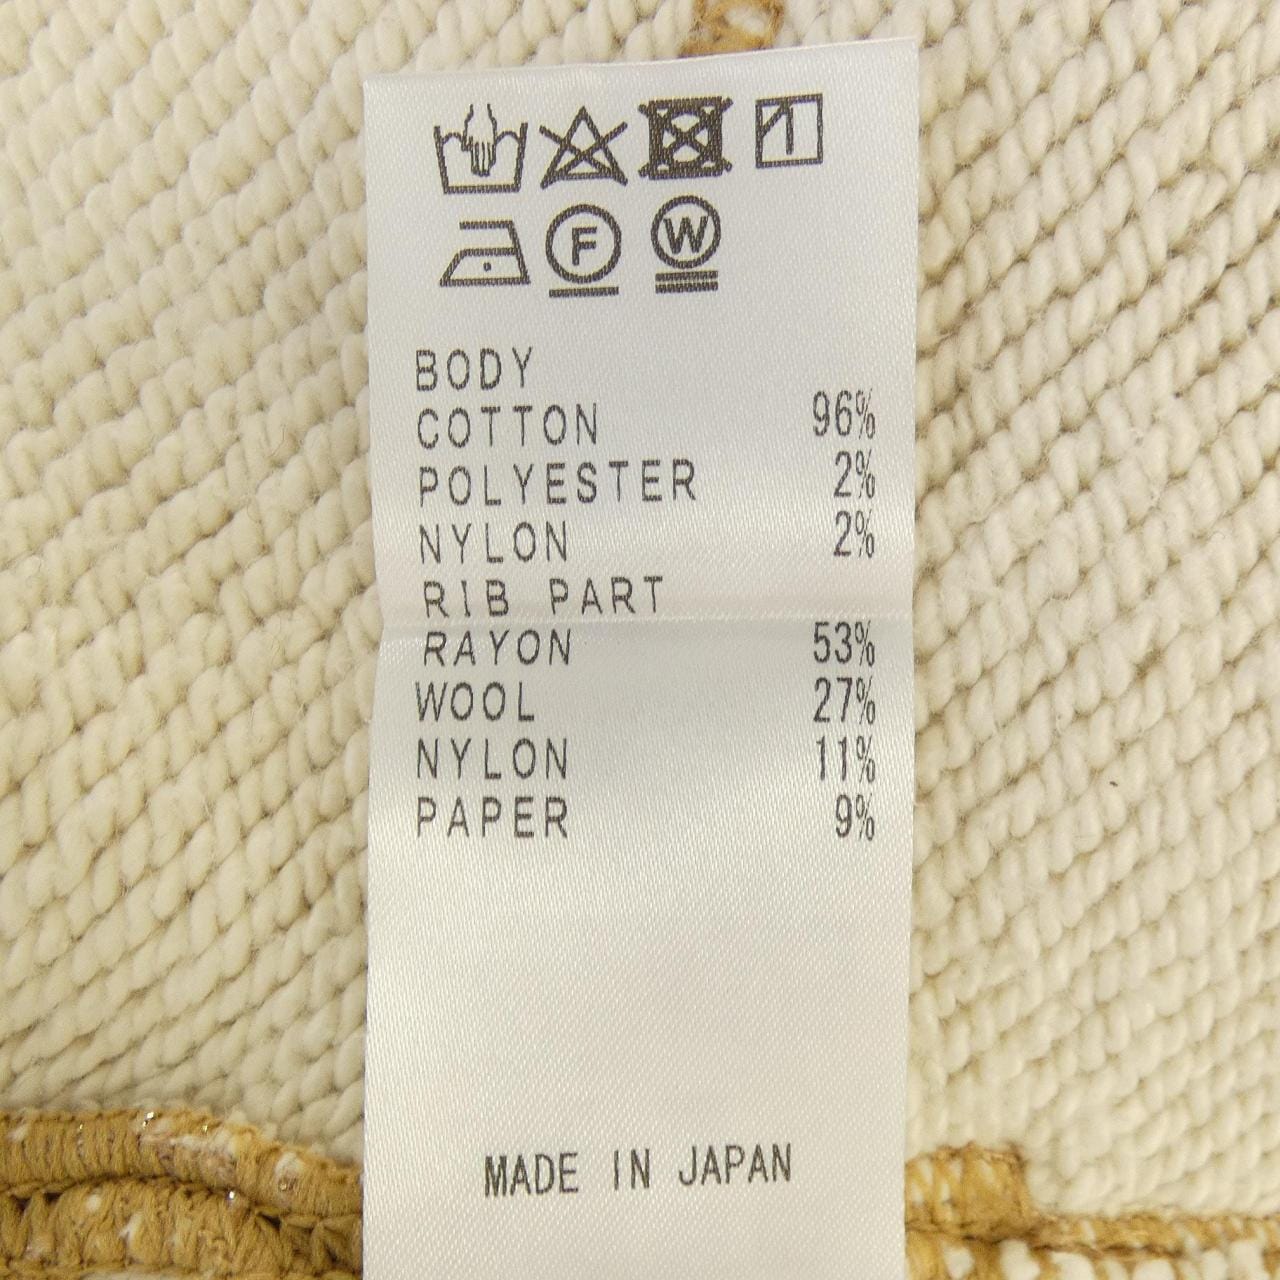 F W
BODY
COTTON 96%
POLYESTER 2%
NYLON 2%
RIB PART
RAYON 53%
WOOL 27%
NYLON 11%
PAPER 9%
MADE IN JAPAN